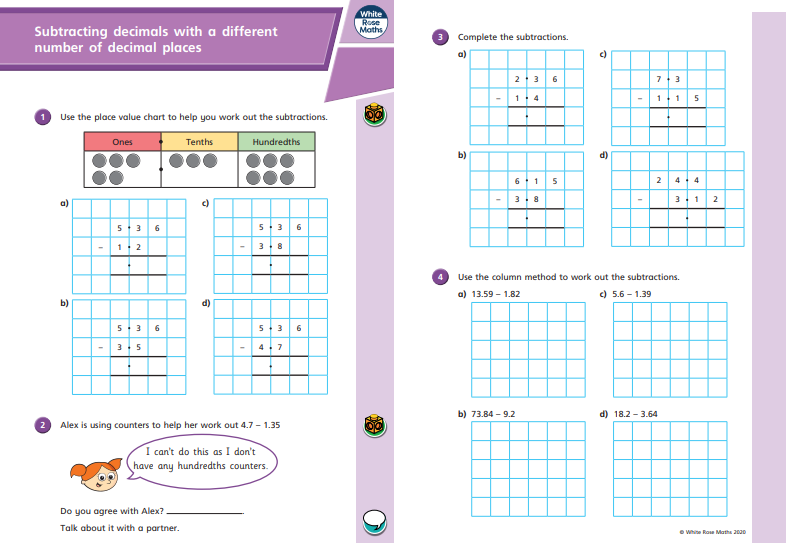 Subtracting decimals with a different
number of decimal places
White
Rose
Maths
1 Use the place value chart to help you work out the subtractions.
Ones Tenths Hundredths
a)
5 . 3 6
– 1 . 2
.
c)
5 . 3 6
– 3 . 8
.
b)
5 . 3 6
– 3 . 5
.
d)
5 . 3 6
– 4 . 7
.
2 Alex is using counters to help her work out 4.7 – 1.35
I can't do this as I don't
have any hundredths counters.
Do you agree with Alex?
Talk about it with a partner.
3 Complete the subtractions.
a)
2 . 3 6
– 1 . 4
.
c)
7 . 3
– 1 . 1 5
.
b)
6 . 1 5
– 3 . 8
.
d)
2 4 . 4
– 3 . 1 2
.
4 Use the column method to work out the subtractions.
a) 13.59 – 1.82
c) 5.6 – 1.39
b) 73.84 – 9.2
d) 18.2 – 3.64
© White Rose Maths 2020